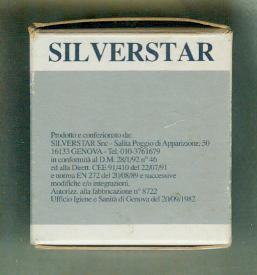 SILVERSTAR
Prodotto e confezionato da:
SILVERSTAR Snc - Salita Poggio di Apparizione, 50
16133 GENOVA - Tel. 010-3761679
in conformità al D.M. 28/1/92 n° 46
ed alla Dirett. CEE 91/410 del 22/07/91
e norma EN 272 del 20/08/89 e successive
modifiche e/o integrazioni.
Autorizz. alla fabbricazione n° 8722
Ufficio Igiene e Sanità di Genova del 20/09/1982